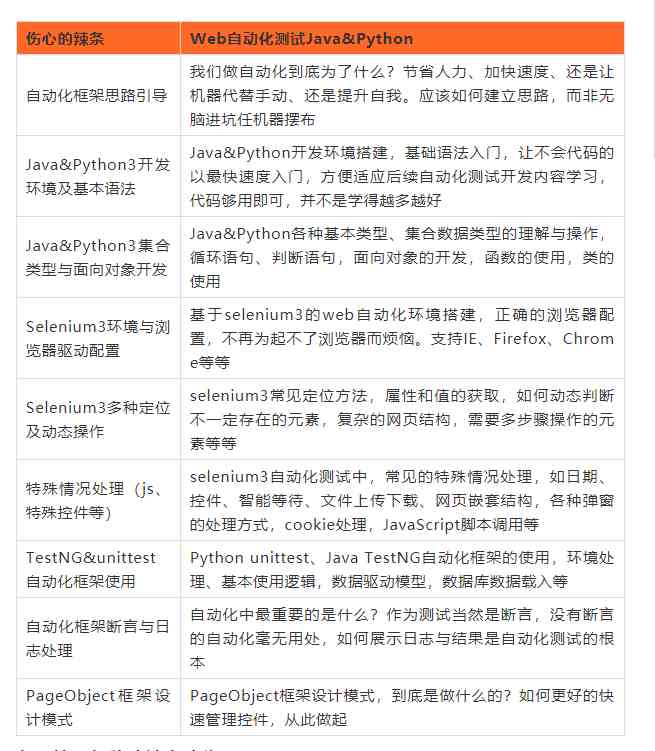 伤心的辣条
Web自动化测试Java&Python
自动化框架思路引导
我们做自动化到底为了什么？节省人力、加快速度、还是让
机器代替手动、还是提升自我。应该如何建立思路，而非无
脑进坑任机器摆布
Java&Python3开发
环境及基本语法
Java&Python开发环境搭建，基础语法入门，让不会代码的
以最快速度入门，方便适应后续自动化测试开发内容学习，
代码够用即可，并不是学得越多越好
Java&Python3集合
类型与面向对象开发
Java&Python各种基本类型、集合数据类型的理解与操作，
循环语句、判断语句，面向对象的开发，函数的使用，类的
使用
Selenium3环境与浏
览器驱动配置
基于selenium3的web自动化环境搭建，正确的浏览器配
置，不再为起不了浏览器而烦恼。支持IE、Firefox、Chrom
e等等
Selenium3多种定位
及动态操作
selenium3常见定位方法，属性和值的获取，如何动态判断
不一定存在的元素，复杂的网页结构，需要多步骤操作的元
素等等
特殊情况处理（js、
特殊控件等）
selenium3自动化测试中，常见的特殊情况处理，如日期、
控件、智能等待、文件上传下载、网页嵌套结构，各种弹窗
的处理方式，cookie处理，JavaScript脚本调用等
TestNG&unittest
自动化框架使用
Python unittest、Java TestNG自动化框架的使用，环境处
理、基本使用逻辑，数据驱动模型，数据库数据载入等
自动化框架断言与日
志处理
自动化中最重要的是什么？作为测试当然是断言，没有断言
的自动化毫无用处，如何展示日志与结果是自动化测试的根
本
PageObject框架设
计模式
PageObject框架设计模式，到底是做什么的？如何更好的快
速管理控件，从此做起